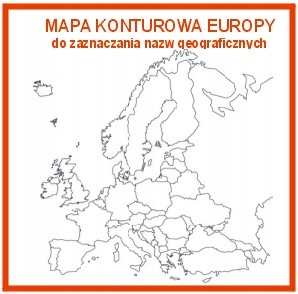 MAPA KONTUROWA EUROPY
do zaznaczania nazw geograficznych